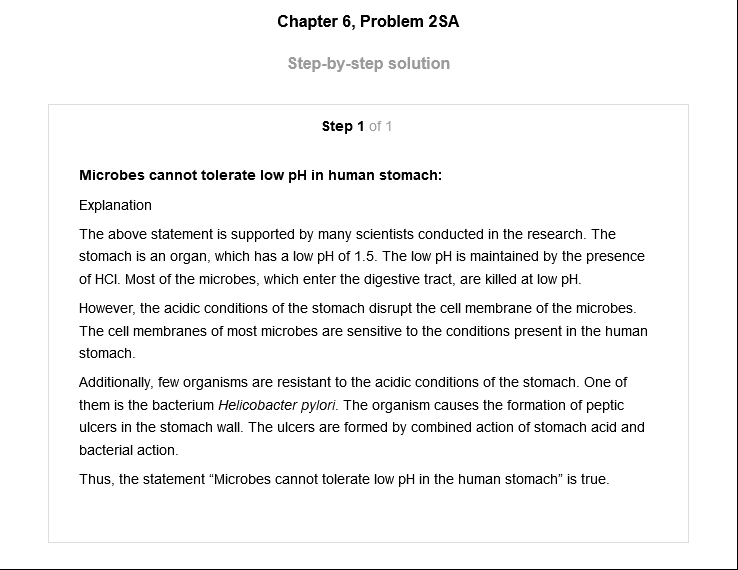 Chapter 6, Problem 2SA
Step-by-step solution
Step 1 of 1
Microbes cannot tolerate low pH in human stomach:
Explanation
The above statement is supported by many scientists conducted in the research. The
stomach is an organ, which has a low pH of 1.5. The low pH is maintained by the presence
of HCl. Most of the microbes, which enter the digestive tract, are killed at low pH.
However, the acidic conditions of the stomach disrupt the cell membrane of the microbes.
The cell membranes of most microbes are sensitive to the conditions present in the human
stomach.
Additionally, few organisms are resistant to the acidic conditions of the stomach. One of
them is the bacterium Helicobacter pylori. The organism causes the formation of peptic
ulcers in the stomach wall. The ulcers are formed by combined action of stomach acid and
bacterial action.
Thus, the statement “Microbes cannot tolerate low pH in the human stomach” is true.